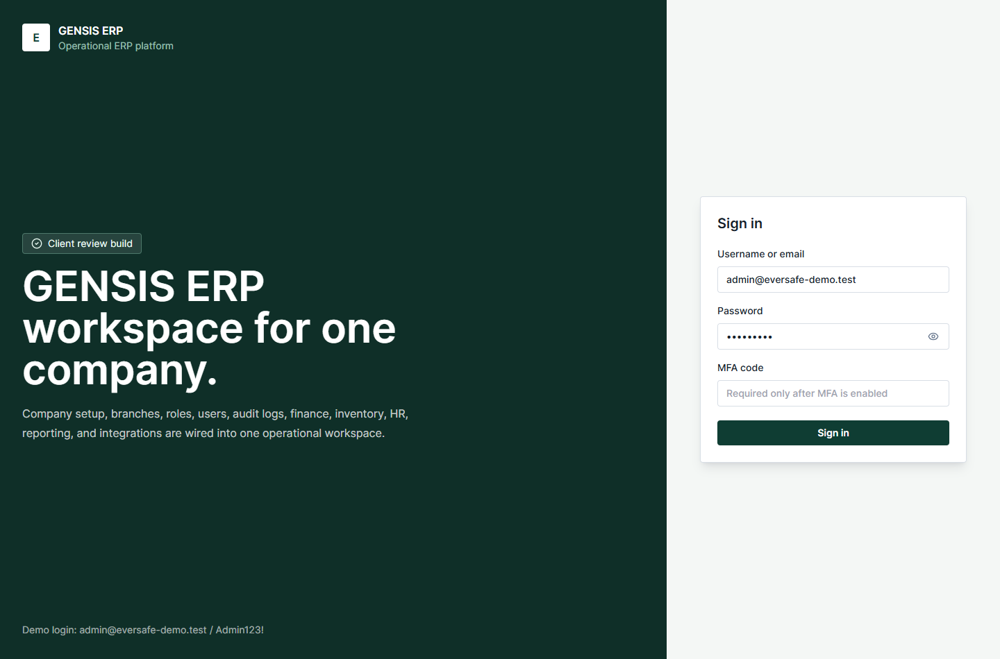 E
GENSIS ERP
Operational ERP platform
Client review build
GENSIS ERP
workspace for one
company.
Company setup, branches, roles, users, audit logs, finance, inventory, HR,
reporting, and integrations are wired into one operational workspace.
Demo login: admin@eversafe-demo.test / Admin123!
Sign in
Username or email
admin@eversafe-demo.test
Password
•••••••••
MFA code
Required only after MFA is enabled
Sign in